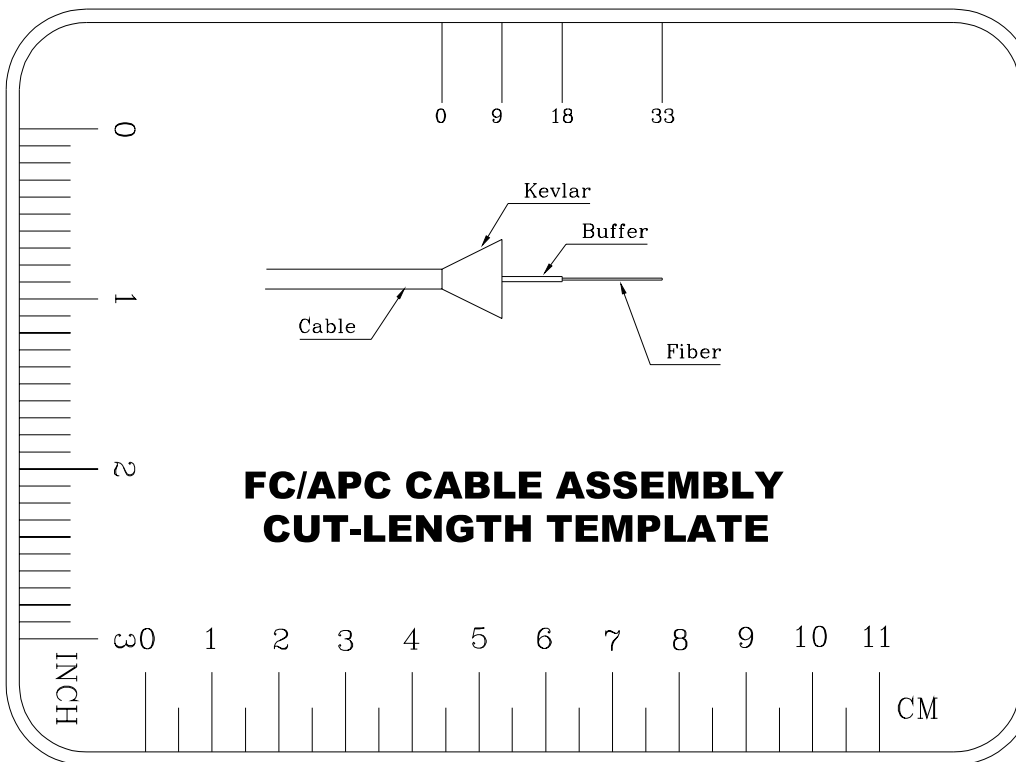 0 9 18 33
0
1
2
3
INCH
Kevlar
Buffer
Cable
Fiber
FC/APC CABLE ASSEMBLY
CUT-LENGTH TEMPLATE
0 1 2 3 4 5 6 7 8 9 10 11
CM